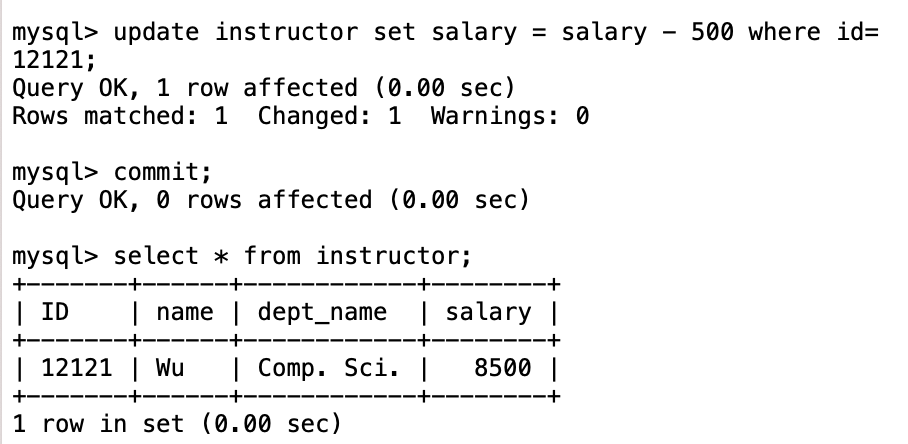 mysql> update instructor set salary = salary - 500 where id=
12121;
Query OK, 1 row affected (0.00 sec)
Rows matched: 1  Changed: 1  Warnings: 0
mysql> commit;
Query OK, 0 rows affected (0.00 sec)
mysql> select * from instructor;
+-------+------+------------+--------+
| ID    | name | dept_name  | salary |
+-------+------+------------+--------+
| 12121 | Wu   | Comp. Sci. |   8500 |
+-------+------+------------+--------+
1 row in set (0.00 sec)